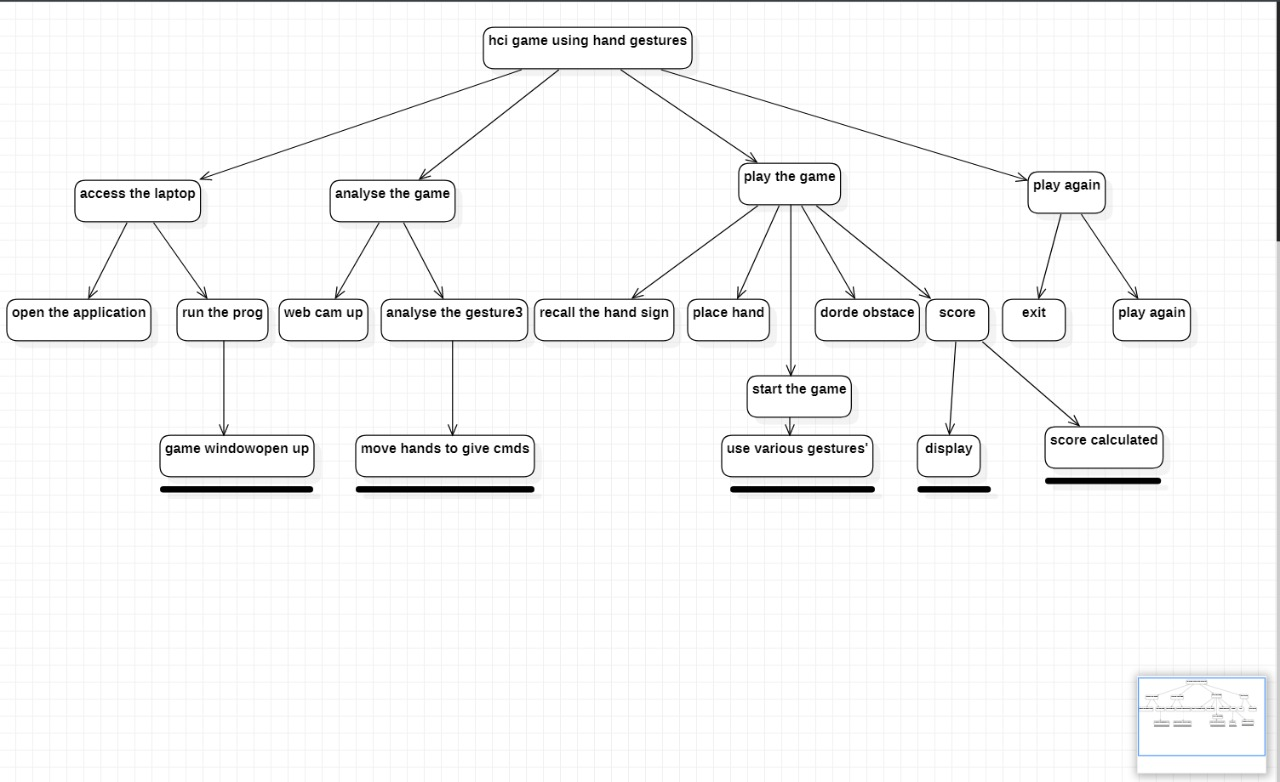 hci game using hand gestures
access the laptop
analyse the game
play the game
play again
open the application
run the prog
web cam up
analyse the gesture3
recall the hand sign
place hand
dorde obstace
score
exit
play again
start the game
game windowopen up
move hands to give cmds
use various gestures'
display
score calculated